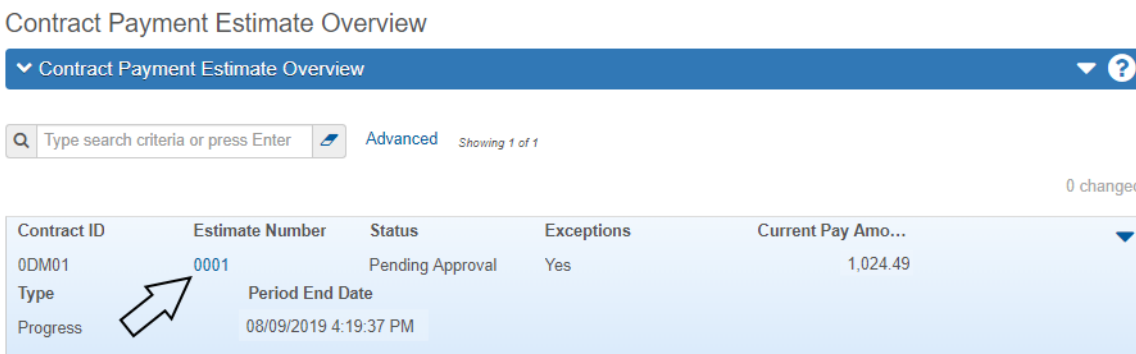 Contract Payment Estimate Overview
Contract Payment Estimate Overview ?
Type search criteria or press Enter Advanced Showing 1 of 1
0 changed
Contract ID Estimate Number Status Exceptions Current Pay Amo...
0DM01 0001 Pending Approval Yes 1,024.49
Type Period End Date
Progress 08/09/2019 4:19:37 PM